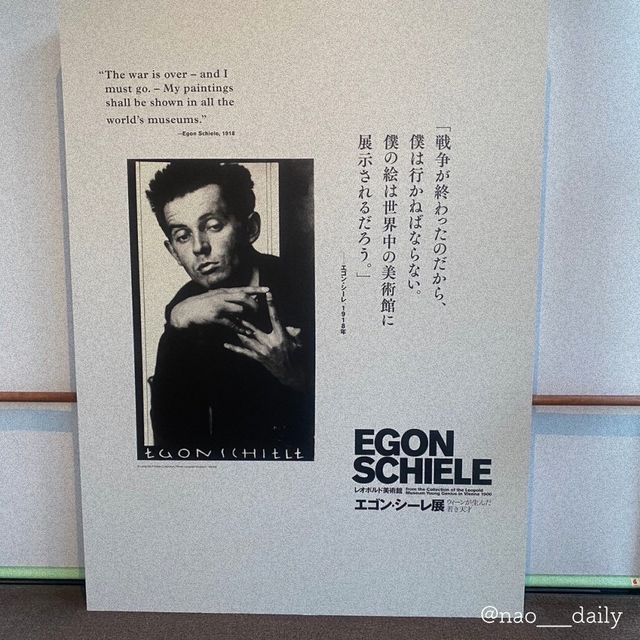 “The war is over – and I
must go. – My paintings
shall be shown in all the
world’s museums.”
—Egon Schiele, 1918
「戦争が終わったのだから、
僕は行かねばならない。
僕の絵は世界中の美術館に
展示されるだろう。」
——エゴン・シーレ、1918年
EGON SCHIELE
EGON
SCHIELE
レオポルド美術館
from the Collection of the Leopold
Museum Young Genius in Vienna 1900
エゴン・シーレ展
ウィーンが生んだ
若き天才
@nao___daily